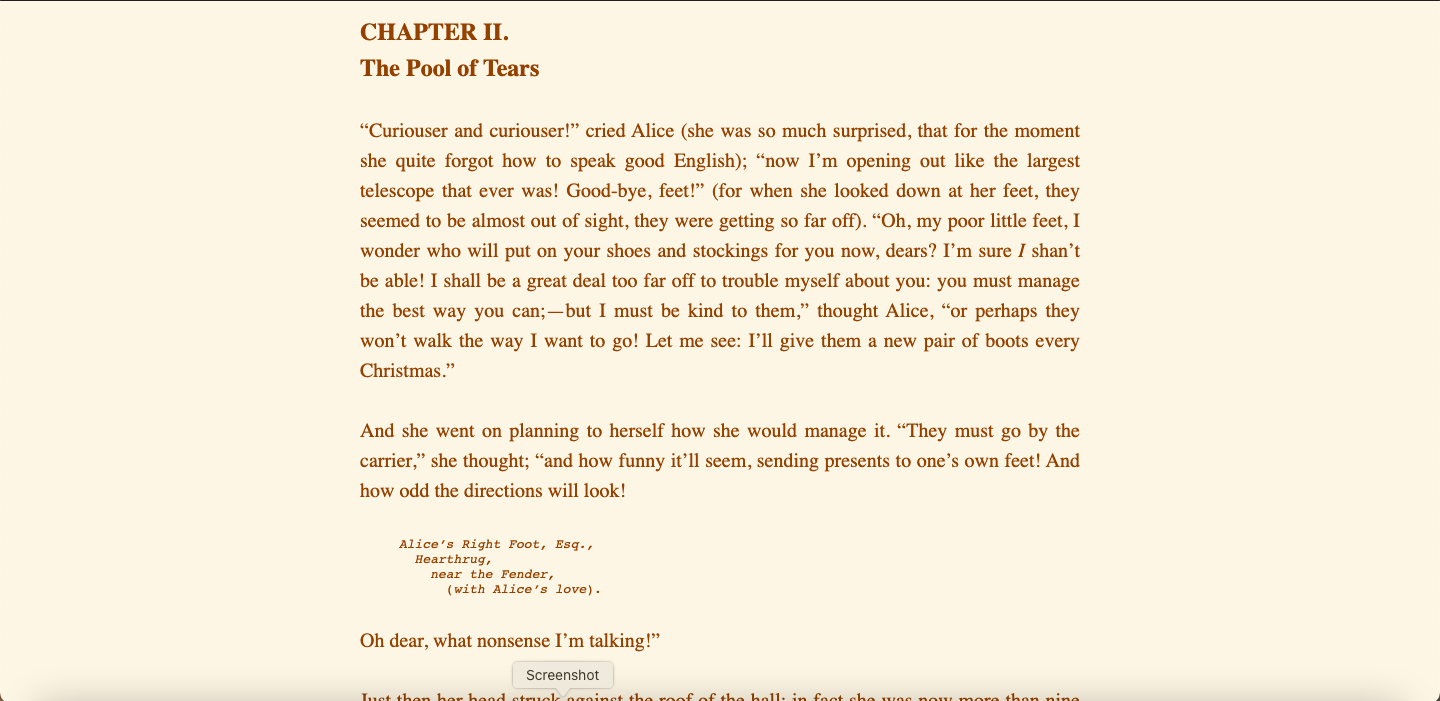 CHAPTER II.
The Pool of Tears
“Curiouser and curiouser!” cried Alice (she was so much surprised, that for the moment
she quite forgot how to speak good English); “now I’m opening out like the largest
telescope that ever was! Good-bye, feet!” (for when she looked down at her feet, they
seemed to be almost out of sight, they were getting so far off). “Oh, my poor little feet, I
wonder who will put on your shoes and stockings for you now, dears? I’m sure I shan’t
be able! I shall be a great deal too far off to trouble myself about you: you must manage
the best way you can;—but I must be kind to them,” thought Alice, “or perhaps they
won’t walk the way I want to go! Let me see: I’ll give them a new pair of boots every
Christmas.”
And she went on planning to herself how she would manage it. “They must go by the
carrier,” she thought; “and how funny it’ll seem, sending presents to one’s own feet! And
how odd the directions will look!
Alice’s Right Foot, Esq.,
Hearthrug,
near the Fender,
(with Alice’s love).
Oh dear, what nonsense I’m talking!”
Screenshot
Just then her head struck against the roof of the hall: in fact she was now more than nine